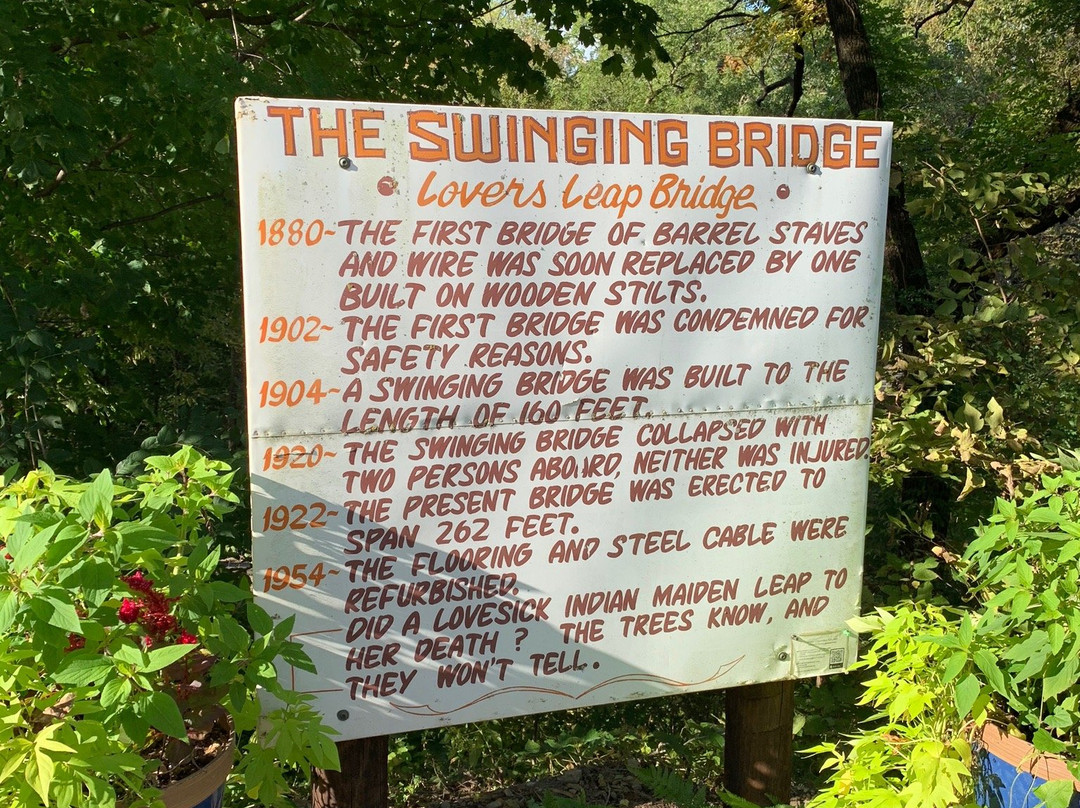 THE SWINGING BRIDGE
Lovers Leap Bridge
1880~THE FIRST BRIDGE OF BARREL STAVES
AND WIRE WAS SOON REPLACED BY ONE
BUILT ON WOODEN STILTS.
1902~THE FIRST BRIDGE WAS CONDEMNED FOR
SAFETY REASONS.
1904~A SWINGING BRIDGE WAS BUILT TO THE
LENGTH OF 160 FEET.
1920~THE SWINGING BRIDGE COLLAPSED WITH
TWO PERSONS ABOARD, NEITHER WAS INJURED.
1922~THE PRESENT BRIDGE WAS ERECTED TO
SPAN 262 FEET.
1954~THE FLOORING AND STEEL CABLE WERE
REFURBISHED.
DID A LOVESICK INDIAN MAIDEN LEAP TO
HER DEATH? THE TREES KNOW, AND
THEY WON'T TELL..